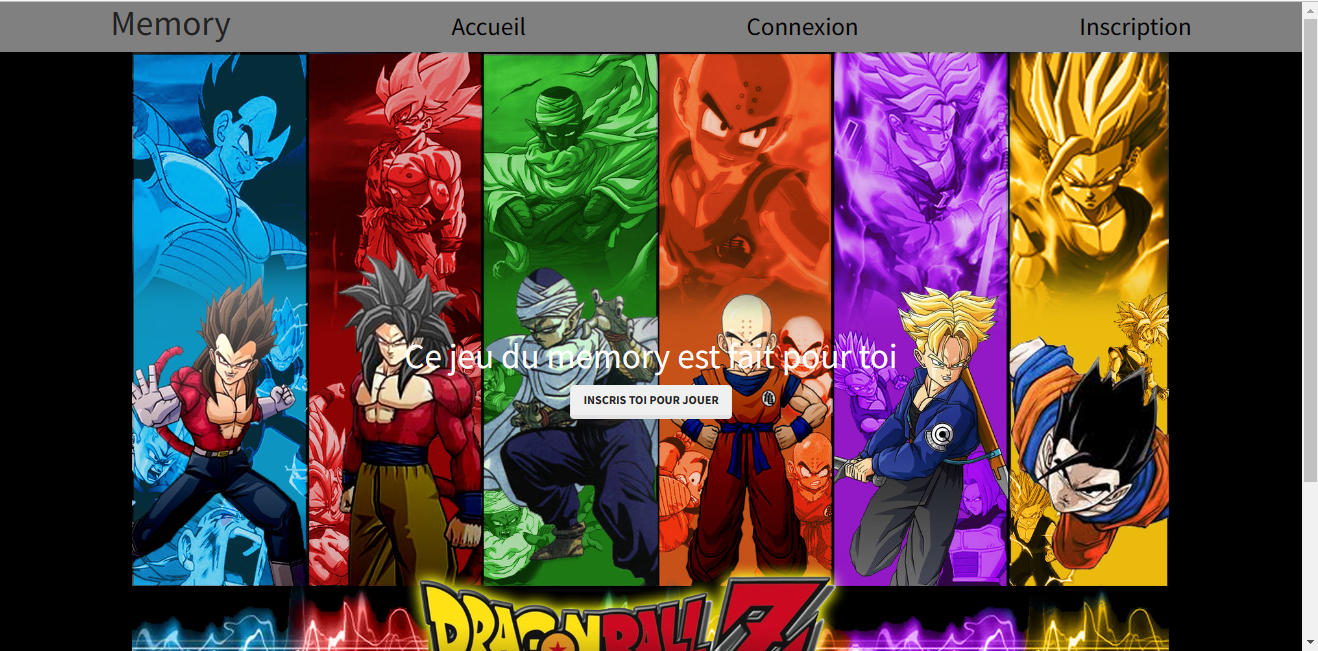 Memory
Accueil
Connexion
Inscription
Ce jeu du memory est fait pour toi
INSCRIS TOI POUR JOUER
DRAGON BALL Z